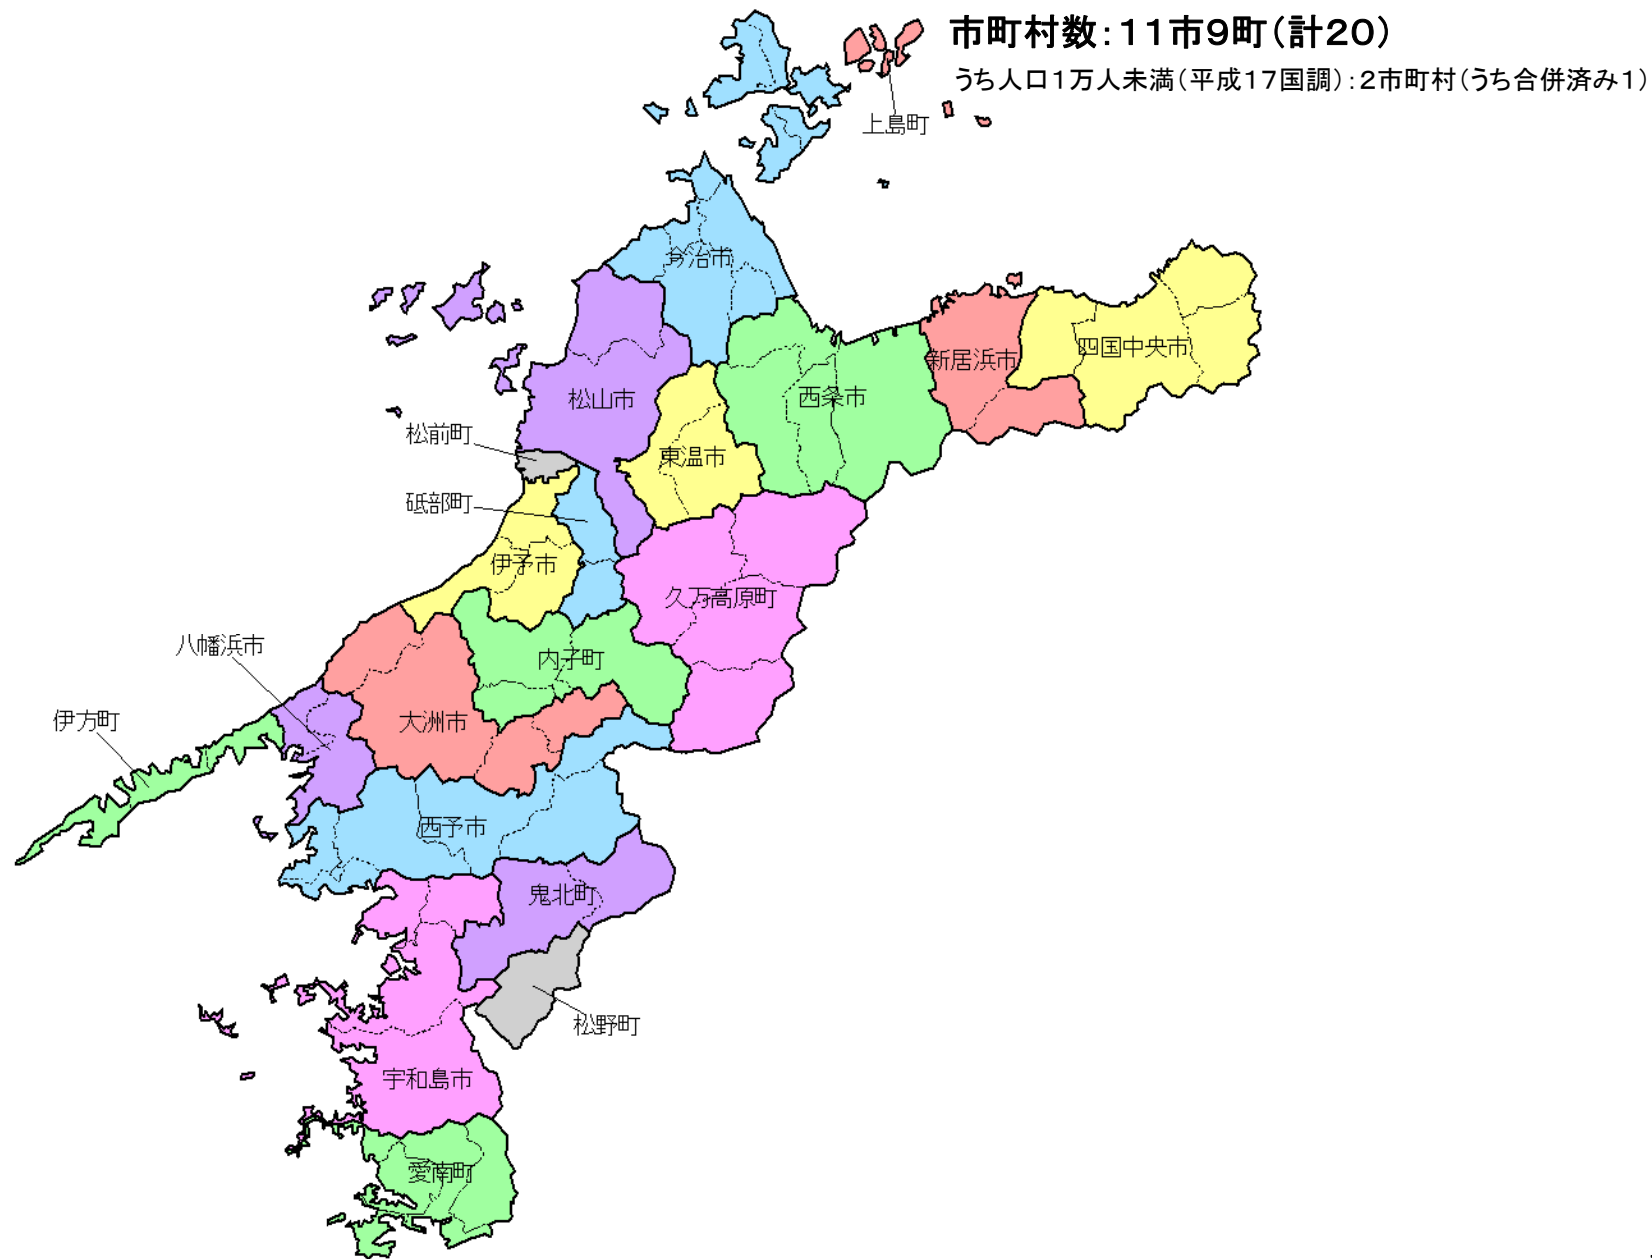 市町村数：11市9町（計20）
うち人口1万人未満（平成17国調）：2市町村（うち合併済み1）
上島町
今治市
四国中央市
新居浜市
西条市
松山市
松前町
東温市
砥部町
伊予市
久万高原町
八幡浜市
内子町
伊方町
大洲市
西予市
鬼北町
松野町
宇和島市
愛南町